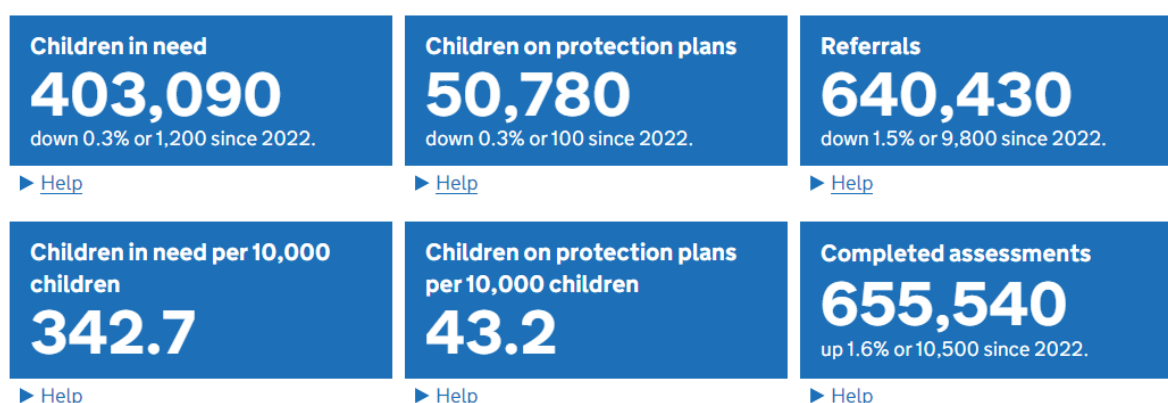 Children in need
403,090
down 0.3% or 1,200 since 2022.
Help
Children on protection plans
50,780
down 0.3% or 100 since 2022.
Help
Referrals
640,430
down 1.5% or 9,800 since 2022.
Help
Children in need per 10,000
children
342.7
Help
Children on protection plans
per 10,000 children
43.2
Help
Completed assessments
655,540
up 1.6% or 10,500 since 2022.
Help